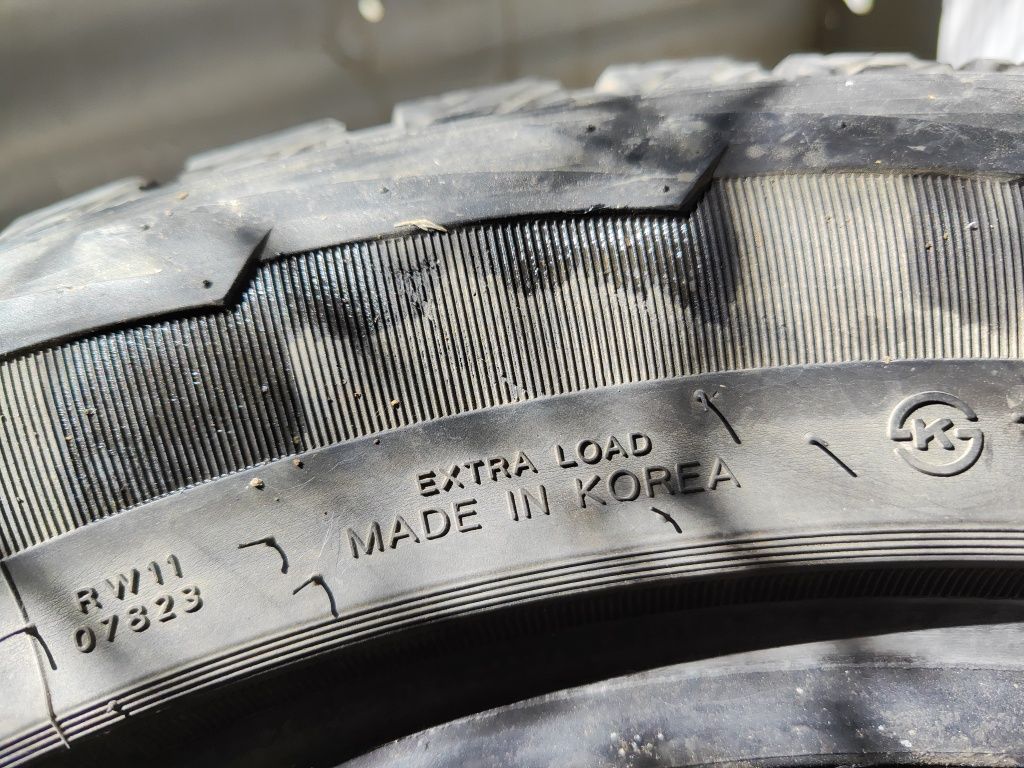 EXTRA LOAD
MADE IN KOREA
K
RW11
07823